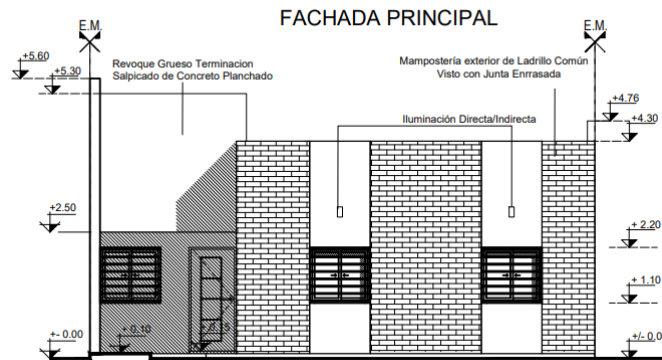 FACHADA PRINCIPAL
E.M.
E.M.
+5.60
+5.30
Revoque Grueso Terminacion
Salpicado de Concreto Planchado
Mampostería exterior de Ladrillo Común
Visto con Junta Enrrasada
Iluminación Directa/Indirecta
+4.76
+4.30
+2.50
+ 2.20
+ 1.10
+- 0.00
+ 0.10
+ 0.15
+/- 0.0